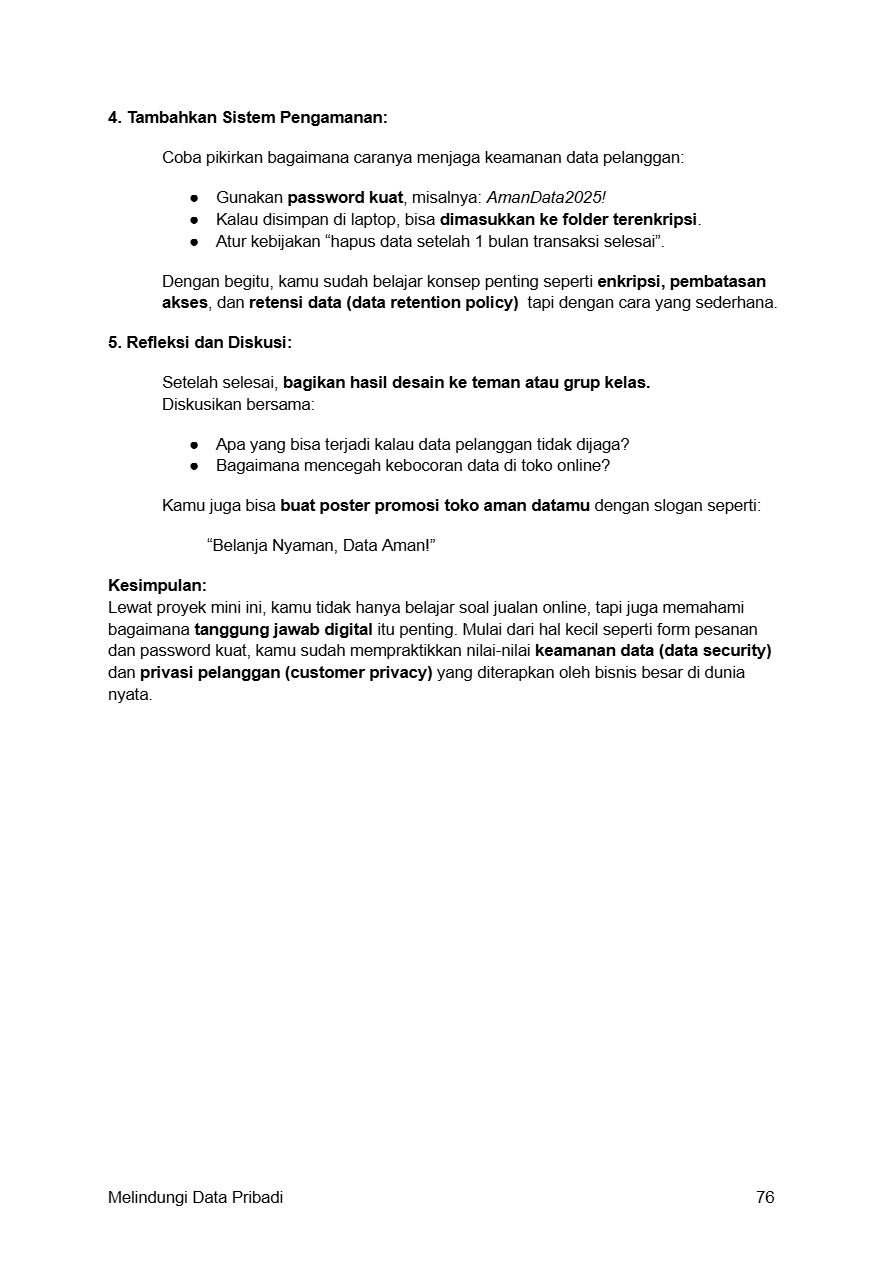 4. Tambahkan Sistem Pengamanan:
Coba pikirkan bagaimana caranya menjaga keamanan data pelanggan:
● Gunakan password kuat, misalnya: AmanData2025!
● Kalau disimpan di laptop, bisa dimasukkan ke folder terenkripsi.
● Atur kebijakan “hapus data setelah 1 bulan transaksi selesai”.
Dengan begitu, kamu sudah belajar konsep penting seperti enkripsi, pembatasan
akses, dan retensi data (data retention policy)  tapi dengan cara yang sederhana.
5. Refleksi dan Diskusi:
Setelah selesai, bagikan hasil desain ke teman atau grup kelas.
Diskusikan bersama:
● Apa yang bisa terjadi kalau data pelanggan tidak dijaga?
● Bagaimana mencegah kebocoran data di toko online?
Kamu juga bisa buat poster promosi toko aman datamu dengan slogan seperti:
“Belanja Nyaman, Data Aman!”
Kesimpulan:
Lewat proyek mini ini, kamu tidak hanya belajar soal jualan online, tapi juga memahami
bagaimana tanggung jawab digital itu penting. Mulai dari hal kecil seperti form pesanan
dan password kuat, kamu sudah mempraktikkan nilai-nilai keamanan data (data security)
dan privasi pelanggan (customer privacy) yang diterapkan oleh bisnis besar di dunia
nyata.
Melindungi Data Pribadi 76